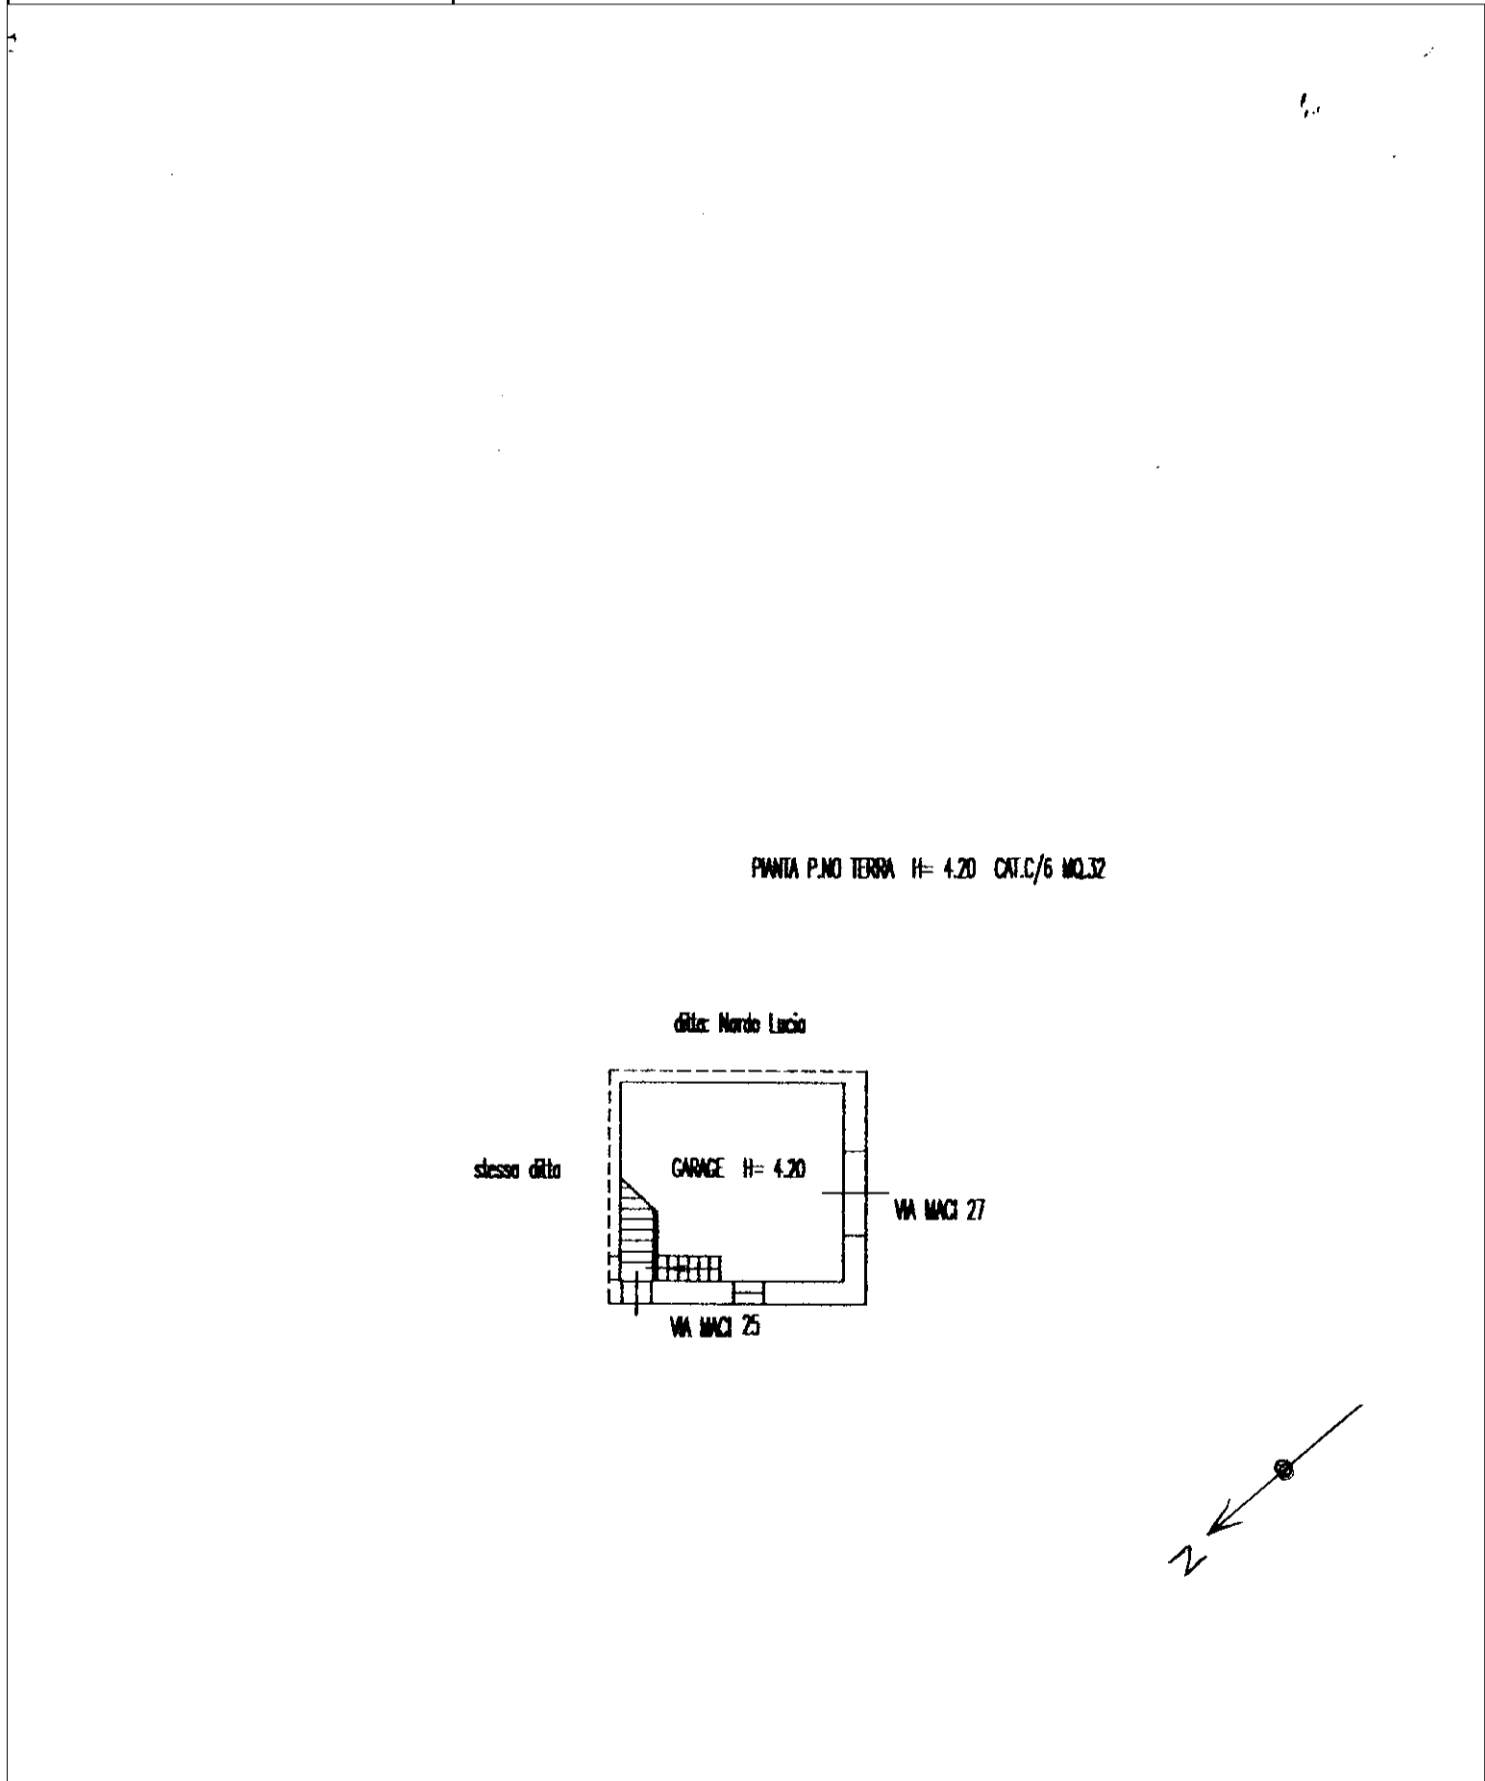 PIANTA P.NO TERRA H= 4.20 CAT.C/6 MQ.32
ditta: Nardo Lucio
stessa ditta
GARAGE H= 4.20
VIA MACI 27
VIA MACI 25
N